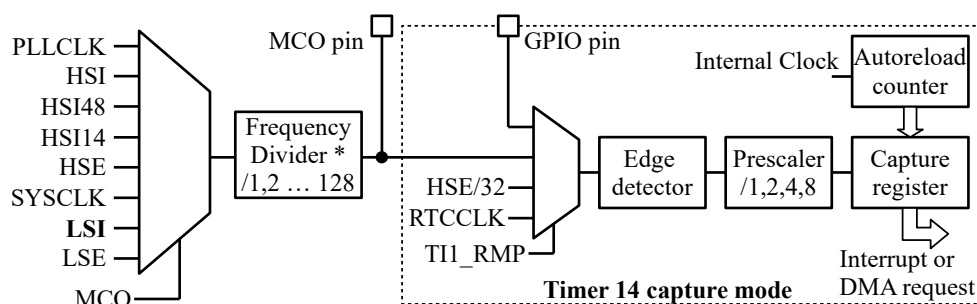 PLLCLK
HSI
HSI48
HSI14
HSE
SYSCLK
LSI
LSE
MCO
Frequency
Divider *
/1,2 ... 128
MCO pin
GPIO pin
HSE/32
RTCCLK
TI1_RMP
Edge
detector
Prescaler
/1,2,4,8
Internal Clock
Autoreload
counter
Capture
register
Interrupt or
DMA request
Timer 14 capture mode